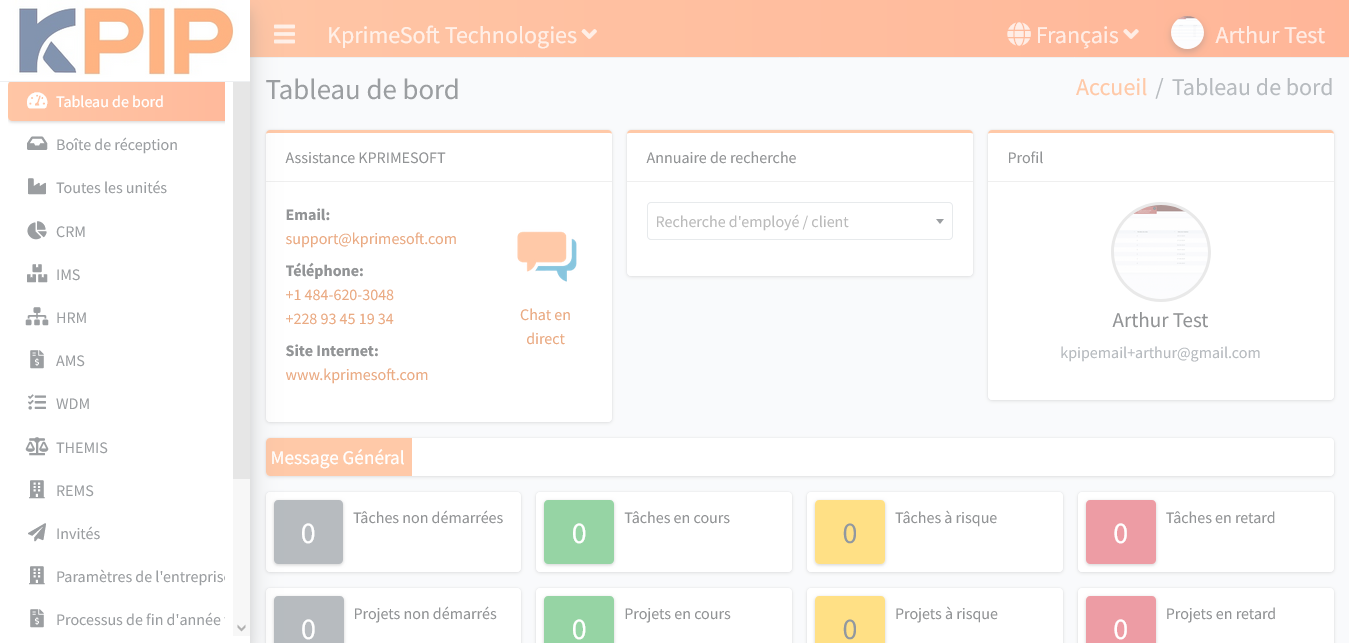 KPIP
KprimeSoft Technologies
Français
Arthur Test
Tableau de bord
Boîte de réception
Toutes les unités
CRM
IMS
HRM
AMS
WDM
THEMIS
REMS
Invités
Paramètres de l'entreprise
Processus de fin d'année
Tableau de bord
Accueil / Tableau de bord
Assistance KPRIMESOFT
Email:
support@kprimesoft.com
Téléphone:
+1 484-620-3048
+228 93 45 19 34
Site Internet:
www.kprimesoft.com
Chat en
direct
Annuaire de recherche
Recherche d'employé / client
Profil
Arthur Test
kpipemail+arthur@gmail.com
Message Général
0 Tâches non démarrées
0 Tâches en cours
0 Tâches à risque
0 Tâches en retard
0 Projets non démarrés
0 Projets en cours
0 Projets à risque
0 Projets en retard